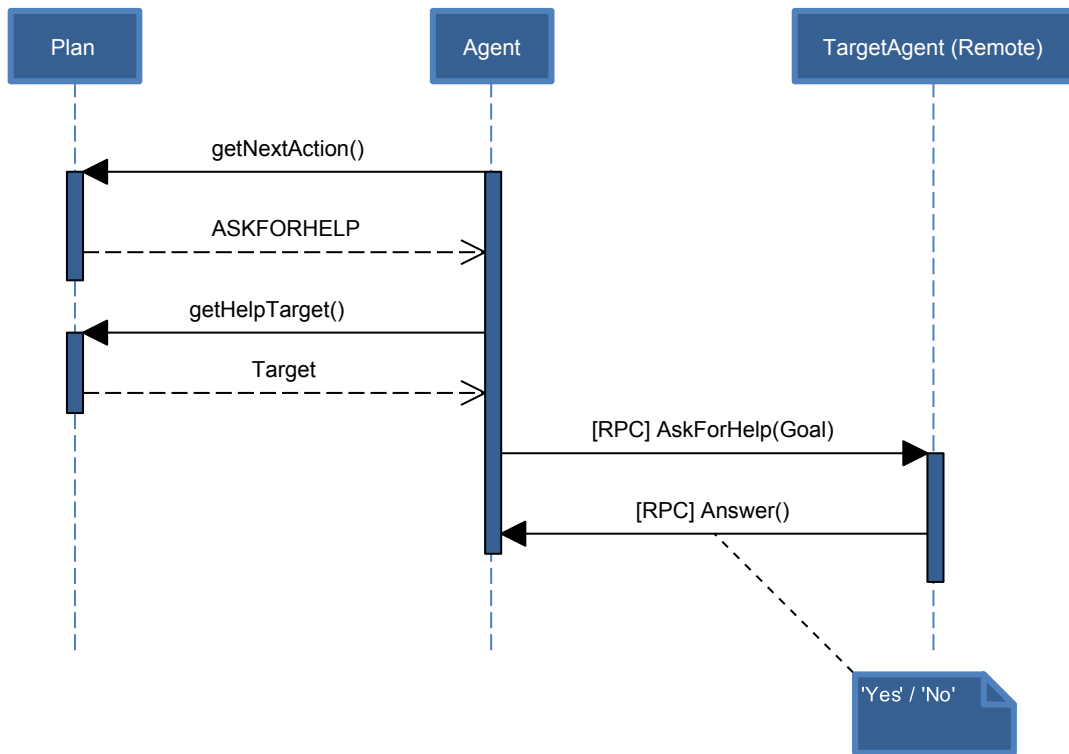 Plan
Agent
TargetAgent (Remote)
getNextAction()
ASKFORHELP
getHelpTarget()
Target
[RPC] AskForHelp(Goal)
[RPC] Answer()
'Yes' / 'No'